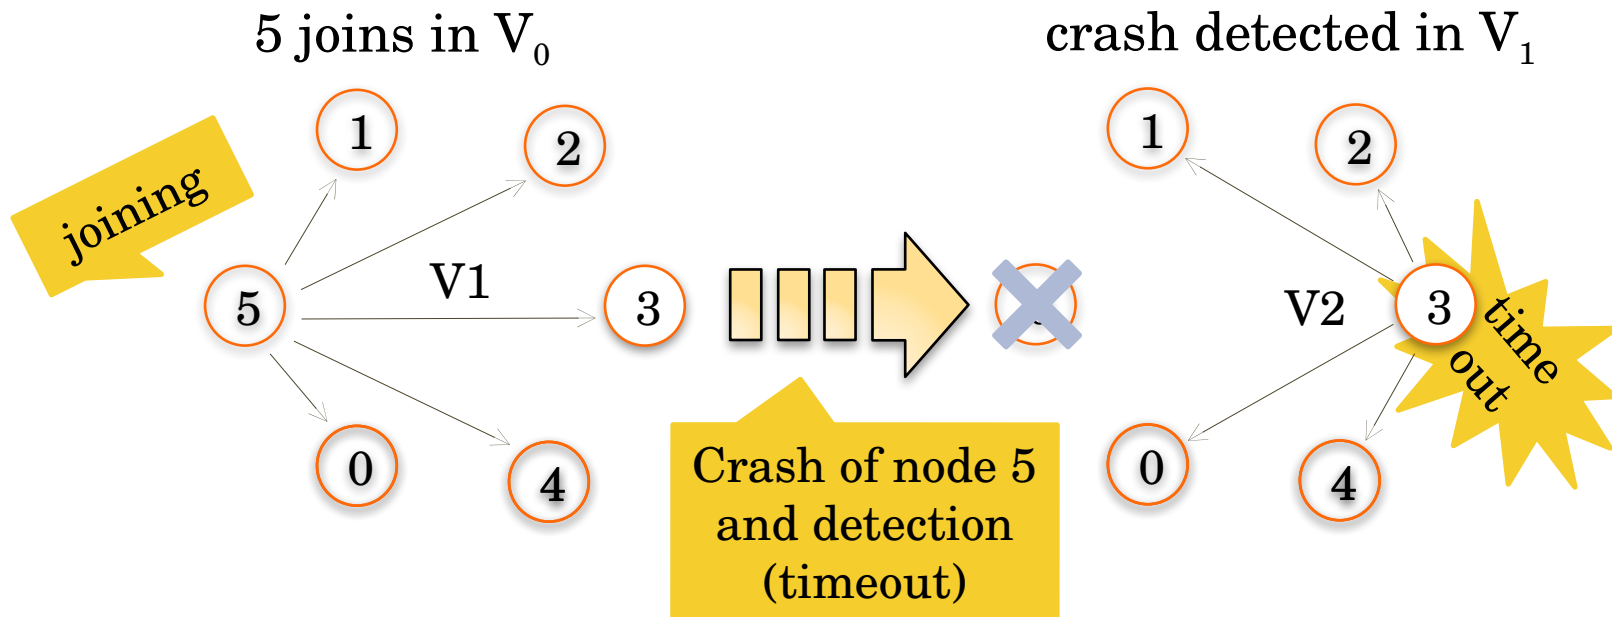 5 joins in V₀
crash detected in V₁
1
2
joining
5
V1
3
0
4
Crash of node 5
and detection
(timeout)
1
2
V2
3
time
out
0
4